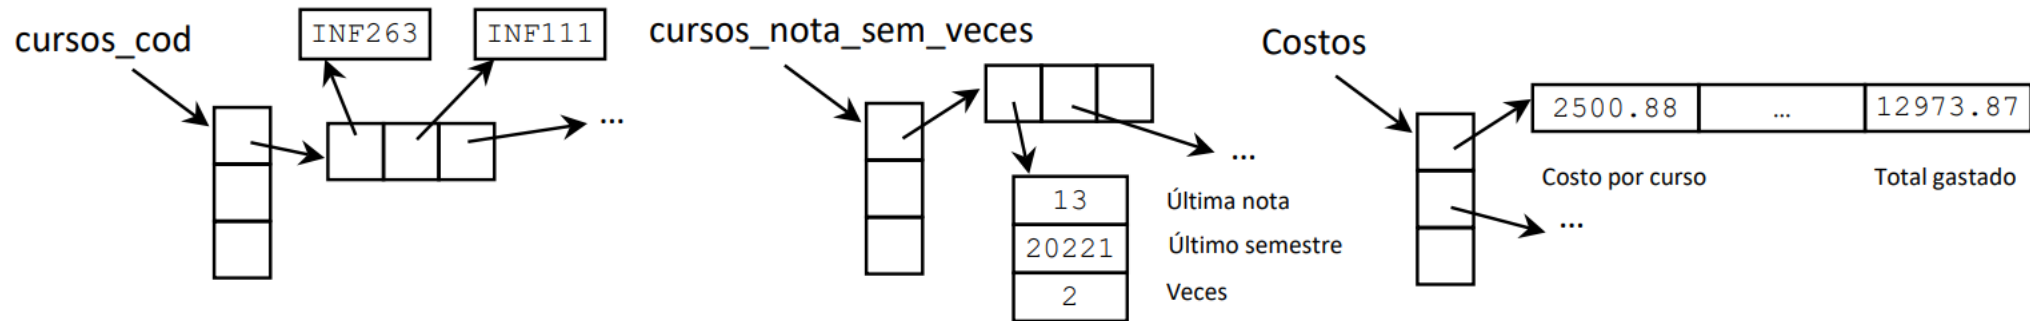 cursos_cod
INF263
INF111
...
cursos_nota_sem_veces
...
13
Última nota
20221
Último semestre
2
Veces
Costos
2500.88
...
12973.87
Costo por curso
Total gastado
...